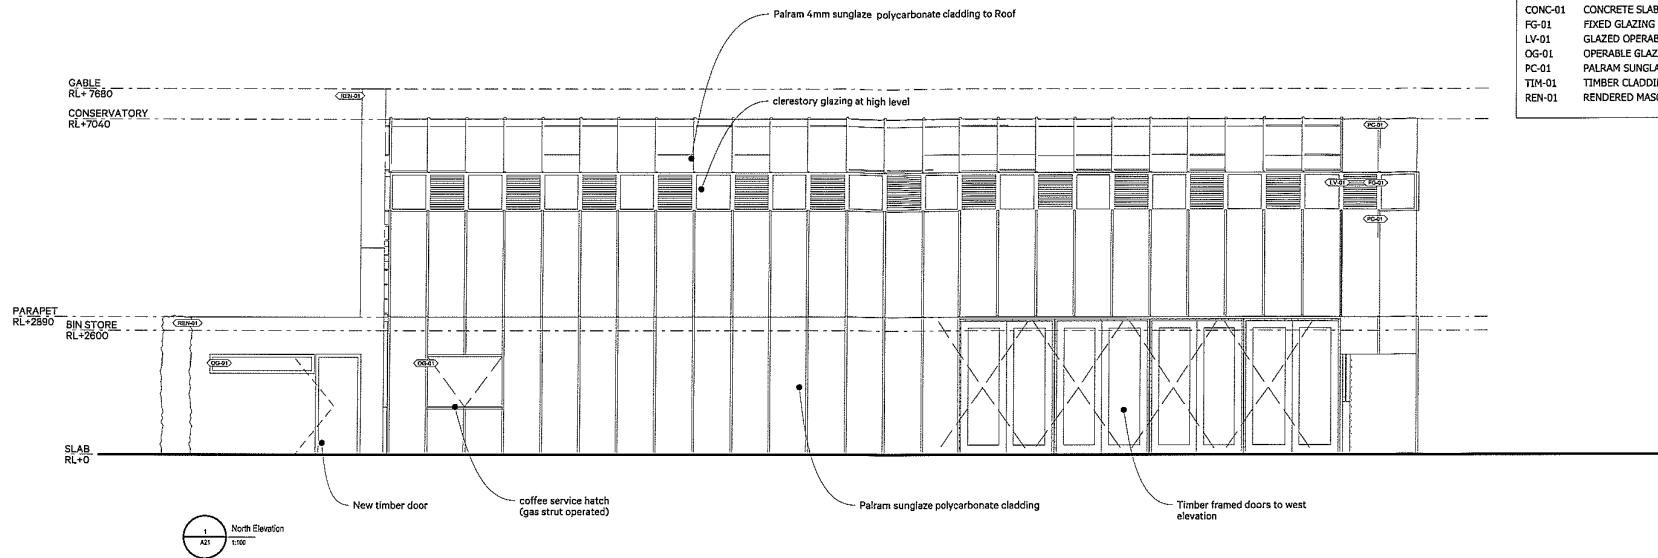 Palram 4mm sunglaze polycarbonate cladding to Roof
CONC-01 CONCRETE SLAB
FG-01 FIXED GLAZING
LV-01 GLAZED OPERAB
OG-01 OPERABLE GLAZ
PC-01 PALRAM SUNGLA
TIM-01 TIMBER CLADDI
REN-01 RENDERED MAS
GABLE
RL+ 7680
REN-01
clerestory glazing at high level
CONSERVATORY
RL+7040
PC-01
LV-01 FG-01
PC-01
PARAPET
RL+2890
BIN STORE
RL+2600
REN-01
OG-01
OG-01
SLAB
RL+0
New timber door
coffee service hatch
(gas strut operated)
Palram sunglaze polycarbonate cladding
Timber framed doors to west
elevation
1
A21
North Elevation
1:100